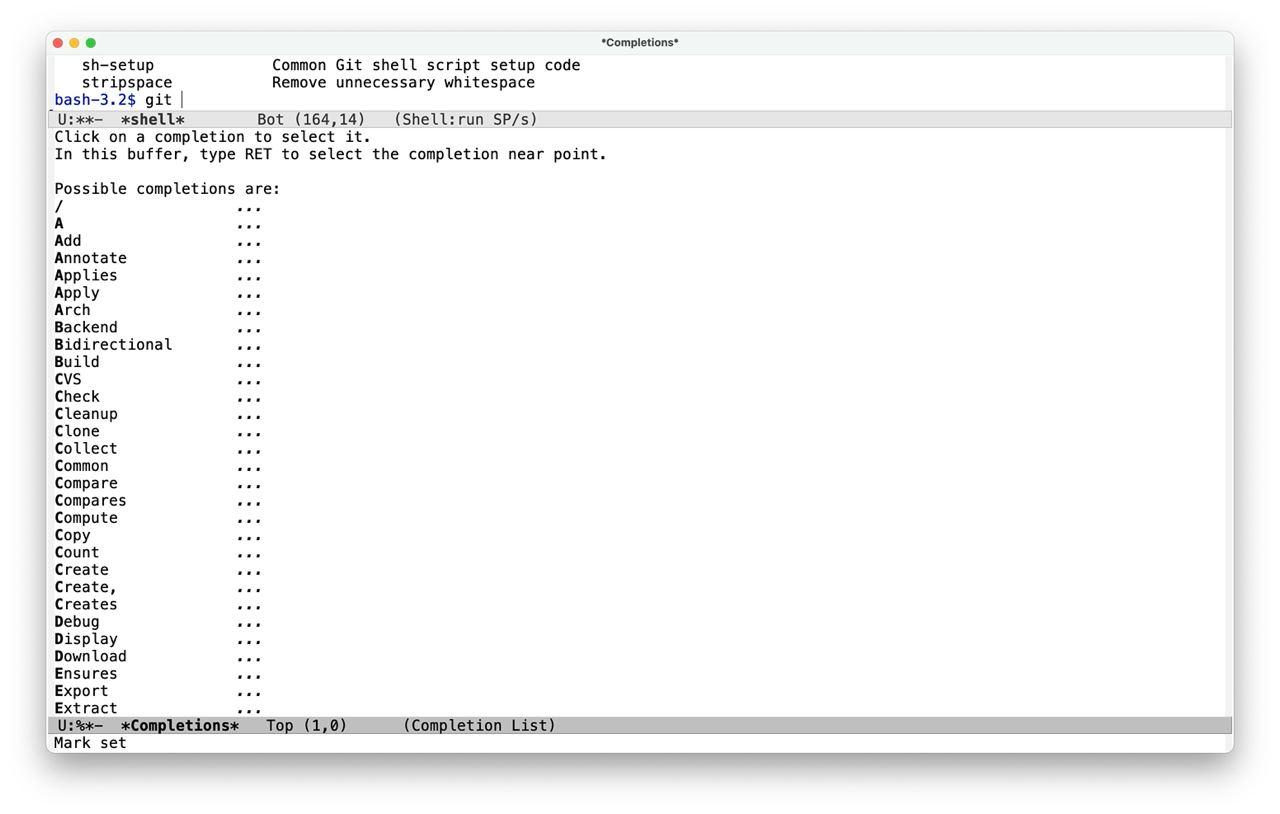 *Completions*
sh-setup Common Git shell script setup code
stripspace Remove unnecessary whitespace
bash-3.2$ git
U:**- *shell* Bot (164,14) (Shell:run SP/s)
Click on a completion to select it.
In this buffer, type RET to select the completion near point.
Possible completions are:
/ ...
A ...
Add ...
Annotate ...
Applies ...
Apply ...
Arch ...
Backend ...
Bidirectional ...
Build ...
CVS ...
Check ...
Cleanup ...
Clone ...
Collect ...
Common ...
Compare ...
Compares ...
Compute ...
Copy ...
Count ...
Create ...
Create, ...
Creates ...
Debug ...
Display ...
Download ...
Ensures ...
Export ...
Extract ...
U:%*- *Completions* Top (1,0) (Completion List)
Mark set